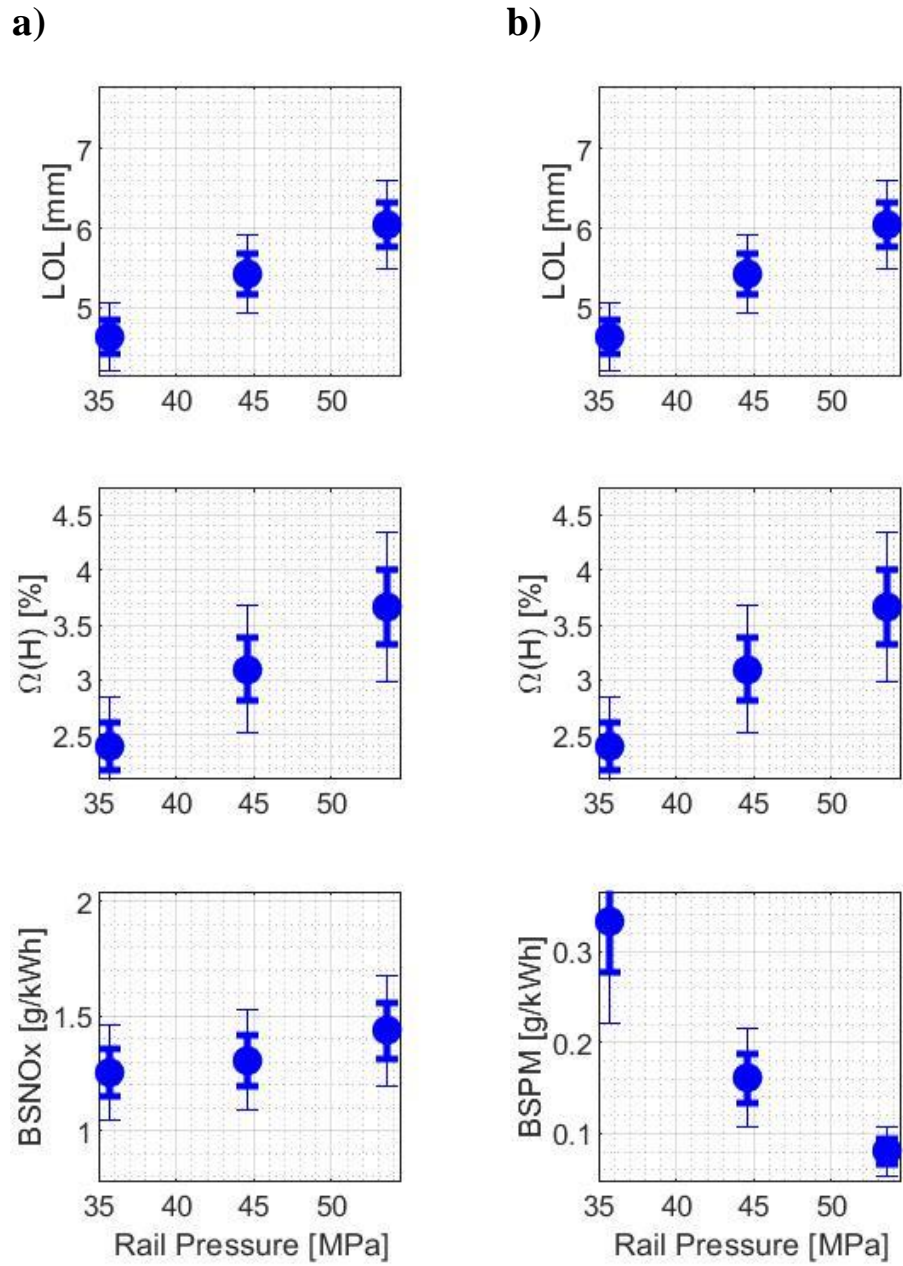 a)
b)
LOL [mm]
7
6
5
35 40 45 50
LOL [mm]
7
6
5
35 40 45 50
Ω(H) [%]
4.5
4
3.5
3
2.5
35 40 45 50
Ω(H) [%]
4.5
4
3.5
3
2.5
35 40 45 50
BSNOx [g/kWh]
2
1.5
1
35 40 45 50
Rail Pressure [MPa]
BSPM [g/kWh]
0.3
0.2
0.1
35 40 45 50
Rail Pressure [MPa]